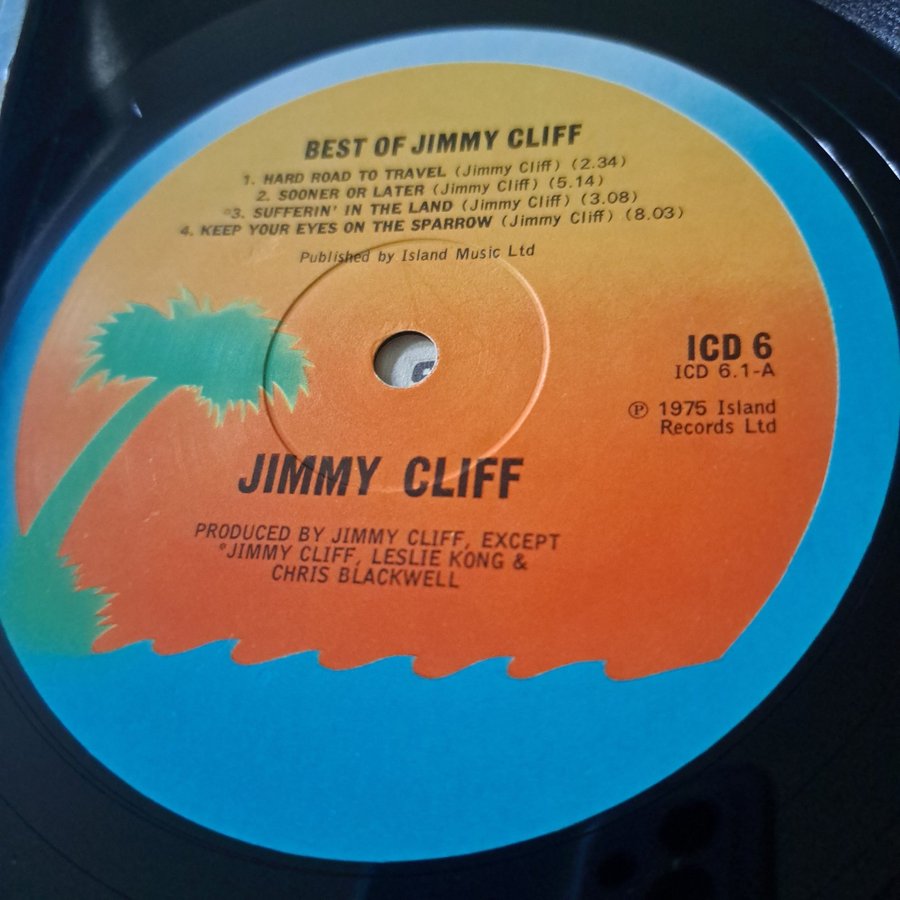 BEST OF JIMMY CLIFF
1. HARD ROAD TO TRAVEL (Jimmy Cliff) (2.34)
2. SOONER OR LATER (Jimmy Cliff) (5.14)
*3. SUFFERIN' IN THE LAND (Jimmy Cliff) (3.08)
4. KEEP YOUR EYES ON THE SPARROW (Jimmy Cliff) (8.03)
Published by Island Music Ltd
ICD 6
ICD 6.1-A
℗ 1975 Island
Records Ltd
JIMMY CLIFF
PRODUCED BY JIMMY CLIFF, EXCEPT
*JIMMY CLIFF, LESLIE KONG &
CHRIS BLACKWELL